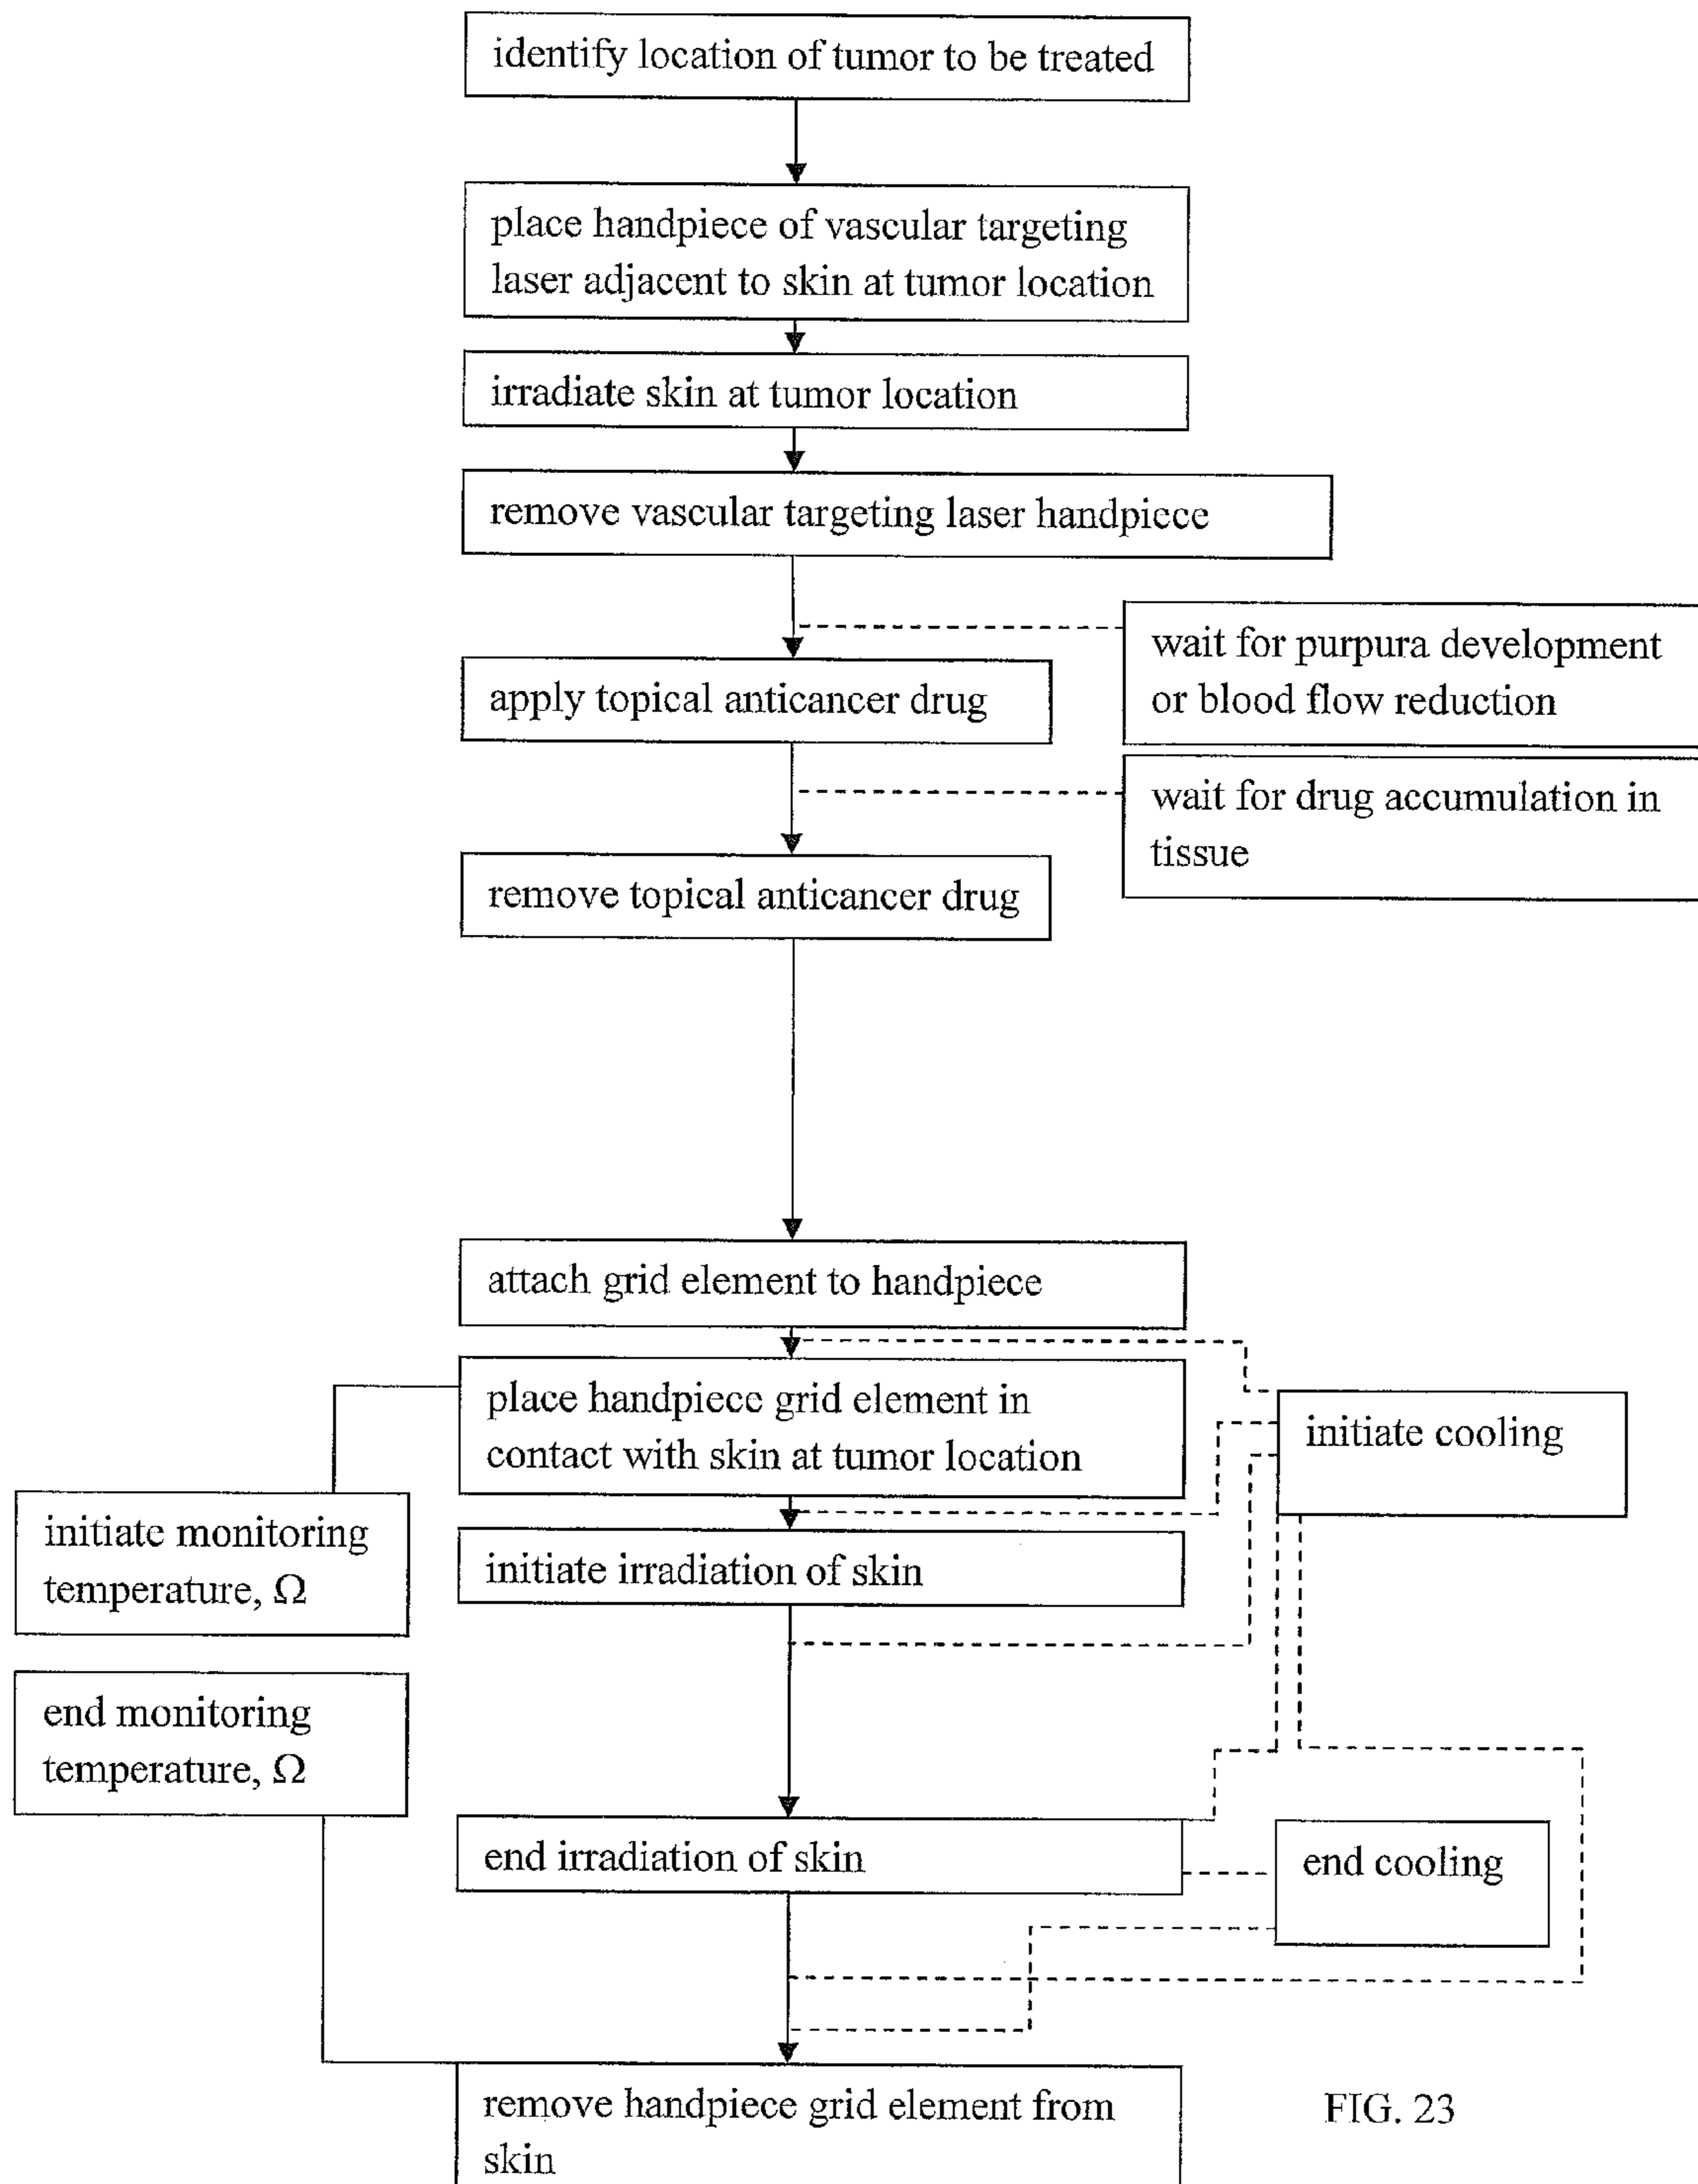 identify location of tumor to be treated
place handpiece of vascular targeting
laser adjacent to skin at tumor location
irradiate skin at tumor location
remove vascular targeting laser handpiece
wait for purpura development
or blood flow reduction
apply topical anticancer drug
wait for drug accumulation in
tissue
remove topical anticancer drug
attach grid element to handpiece
place handpiece grid element in
contact with skin at tumor location
initiate cooling
initiate monitoring
temperature, Ω
initiate irradiation of skin
end monitoring
temperature, Ω
end irradiation of skin
end cooling
remove handpiece grid element from
skin
FIG. 23